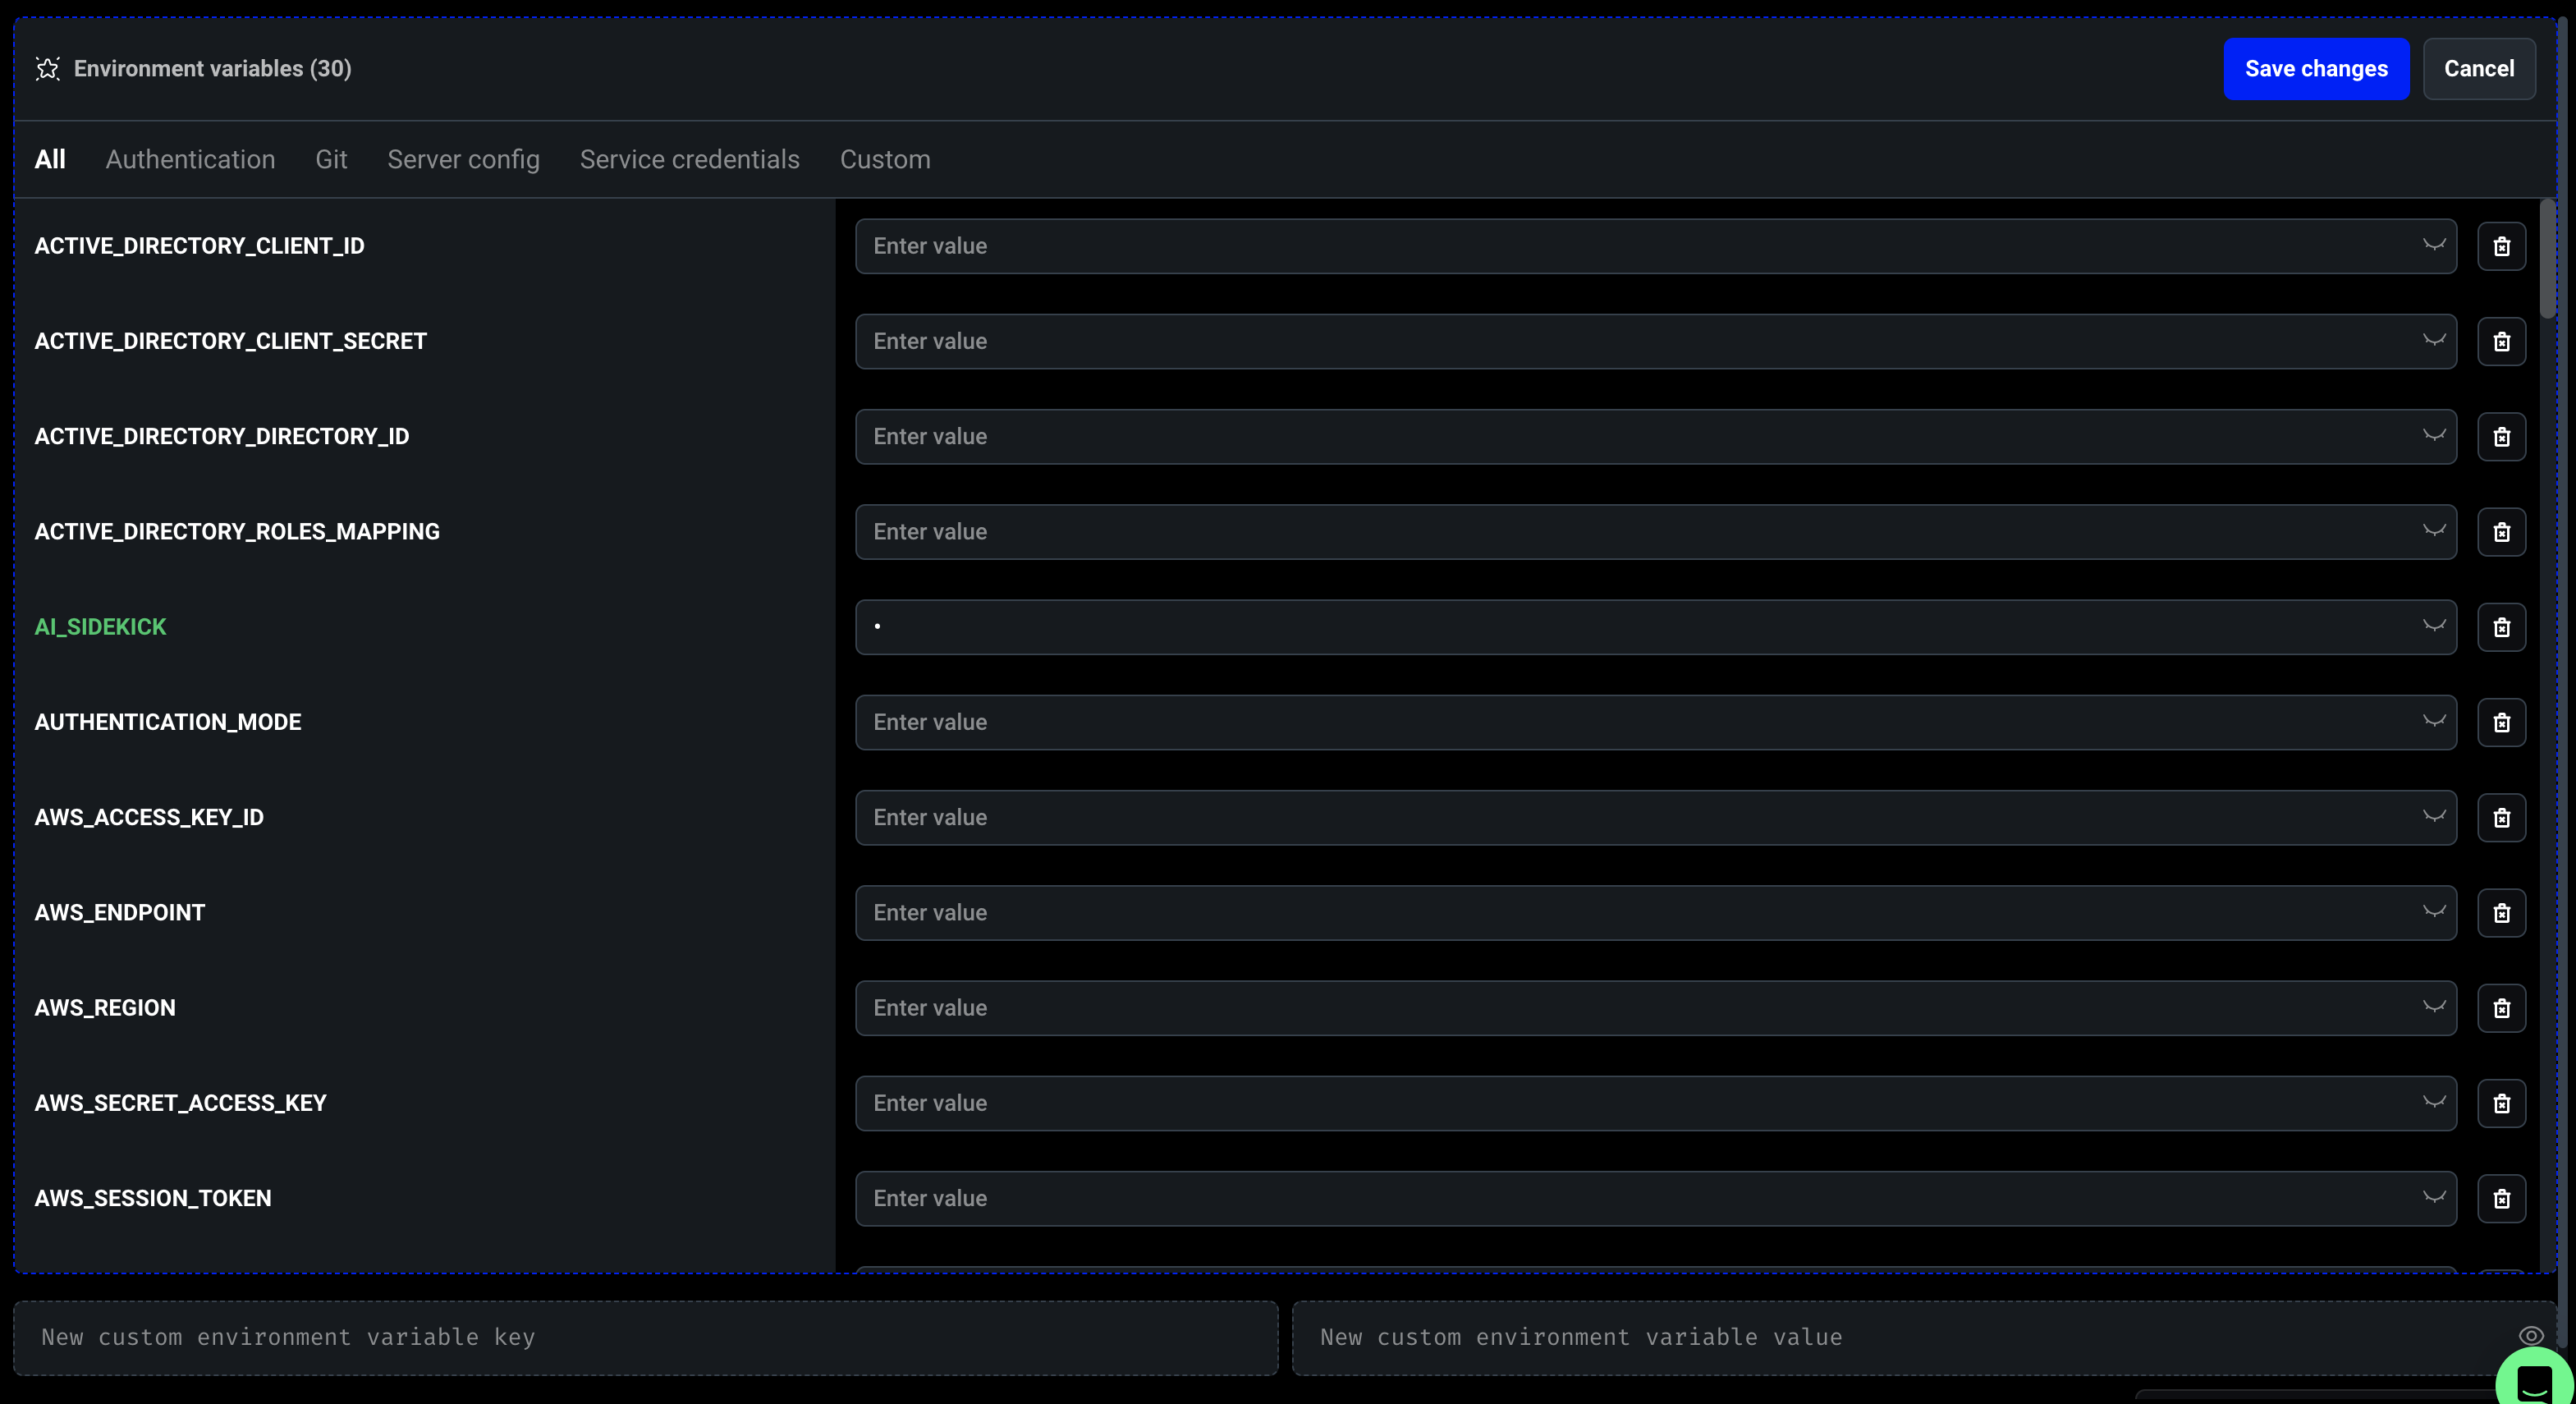 Environment variables (30)
Save changes
Cancel
All
Authentication
Git
Server config
Service credentials
Custom
ACTIVE_DIRECTORY_CLIENT_ID
Enter value
ACTIVE_DIRECTORY_CLIENT_SECRET
Enter value
ACTIVE_DIRECTORY_DIRECTORY_ID
Enter value
ACTIVE_DIRECTORY_ROLES_MAPPING
Enter value
AI_SIDEKICK
•
AUTHENTICATION_MODE
Enter value
AWS_ACCESS_KEY_ID
Enter value
AWS_ENDPOINT
Enter value
AWS_REGION
Enter value
AWS_SECRET_ACCESS_KEY
Enter value
AWS_SESSION_TOKEN
Enter value
New custom environment variable key
New custom environment variable value